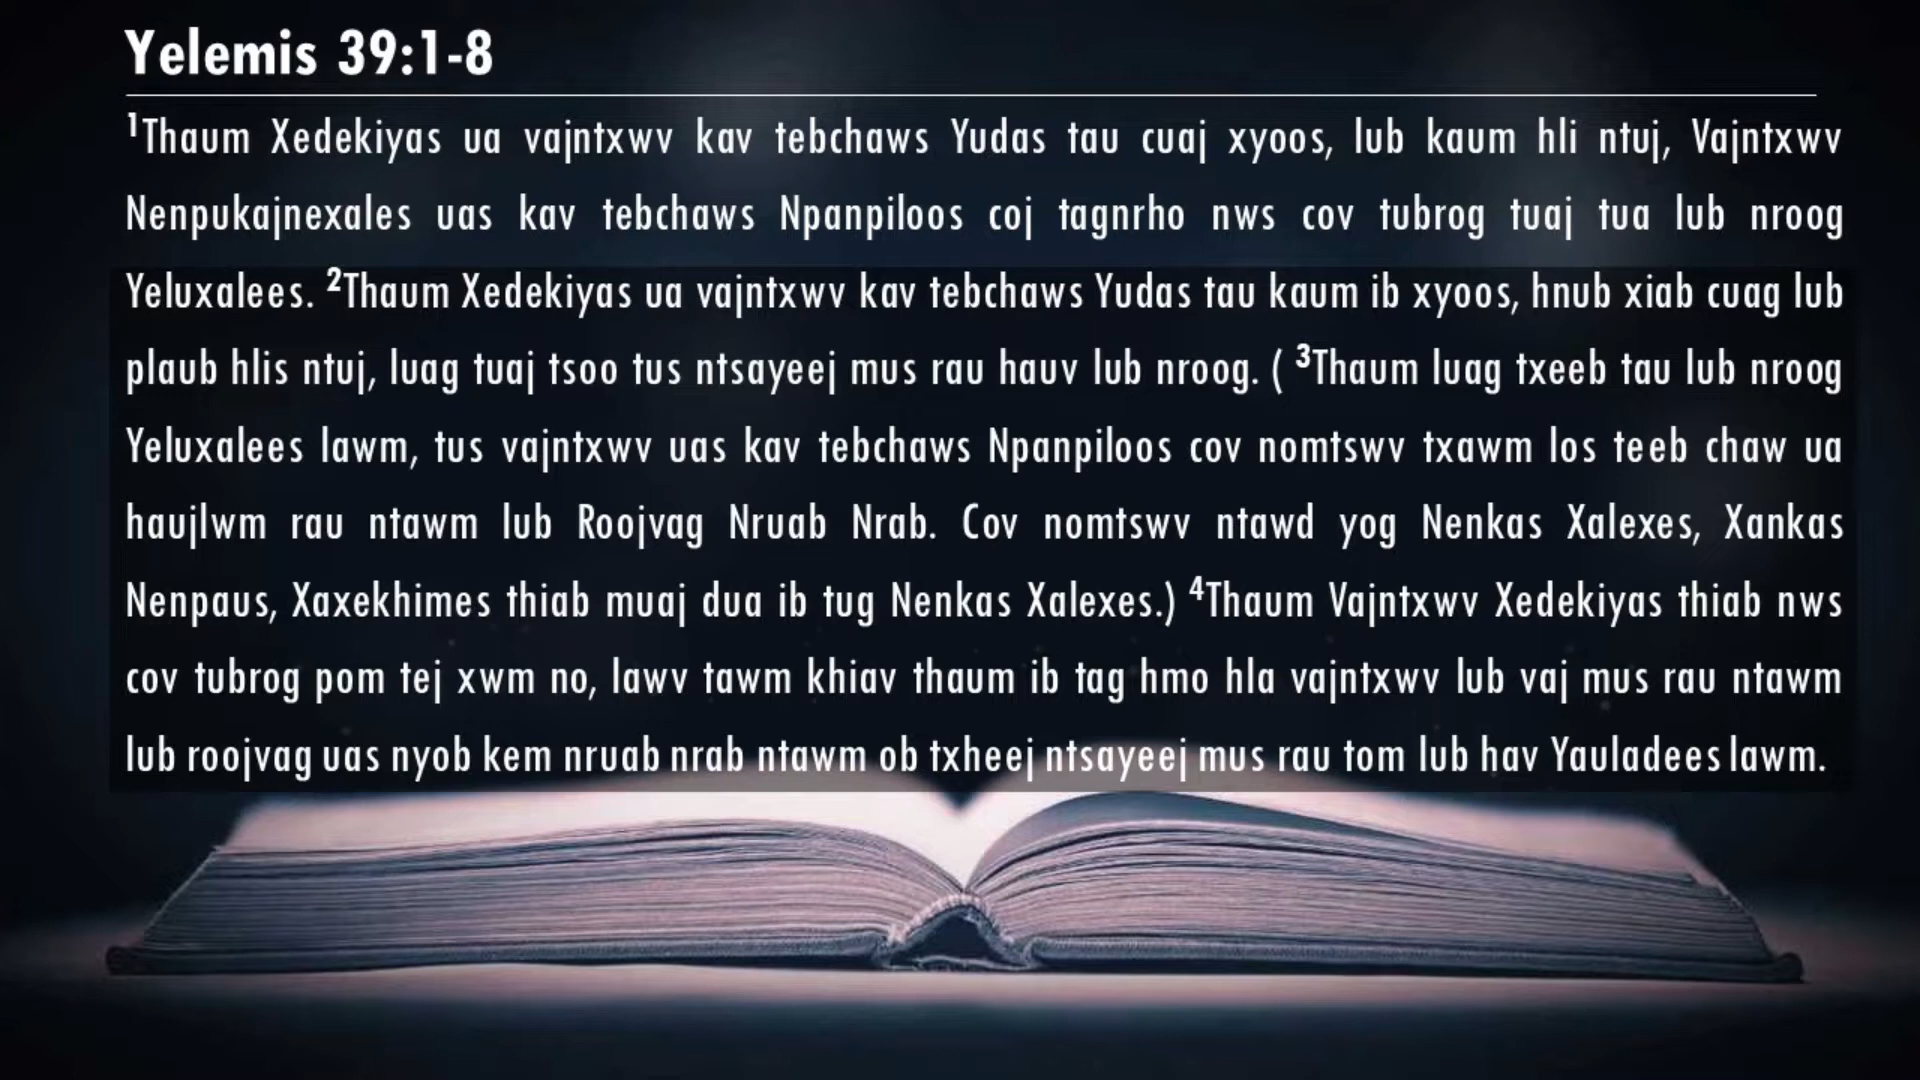 Yelemis 39:1-8
¹Thaum Xedekiyas ua vajntxwv kav tebchaws Yudas tau cuaj xyoos, lub kaum hli ntuj, Vajntxwv
Nenpukajnexales uas kav tebchaws Npanpiloos coj tagnrho nws cov tubrog tuaj tua lub nroog
Yeluxalees. ²Thaum Xedekiyas ua vajntxwv kav tebchaws Yudas tau kaum ib xyoos, hnub xiab cuag lub
plaub hlis ntuj, luag tuaj tsoo tus ntsayeej mus rau hauv lub nroog. ( ³Thaum luag txeeb tau lub nroog
Yeluxalees lawm, tus vajntxwv uas kav tebchaws Npanpiloos cov nomtswv txawm los teeb chaw ua
haujlwm rau ntawm lub Roojvag Nruab Nrab. Cov nomtswv ntawd yog Nenkas Xalexes, Xankas
Nenpaus, Xaxekhimes thiab muaj dua ib tug Nenkas Xalexes.) ⁴Thaum Vajntxwv Xedekiyas thiab nws
cov tubrog pom tej xwm no, lawv tawm khiav thaum ib tag hmo hla vajntxwv lub vaj mus rau ntawm
lub roojvag uas nyob kem nruab nrab ntawm ob txheej ntsayeej mus rau tom lub hav Yauladees lawm.